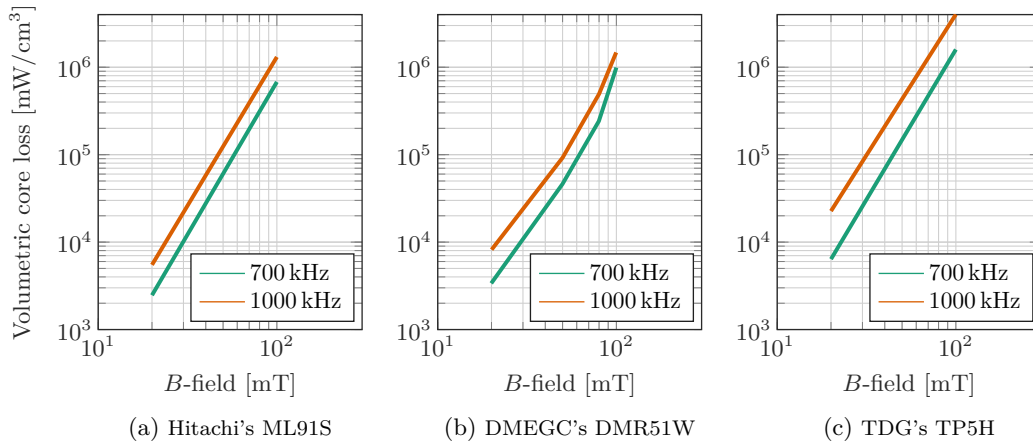 Volumetric core loss [mW/cm³]
10⁶
10⁵
10⁴
10³
700 kHz
1000 kHz
10¹
10²
B-field [mT]
(a) Hitachi's ML91S
10⁶
10⁵
10⁴
10³
700 kHz
1000 kHz
10¹
10²
B-field [mT]
(b) DMEGC's DMR51W
10⁶
10⁵
10⁴
10³
700 kHz
1000 kHz
10¹
10²
B-field [mT]
(c) TDG's TP5H